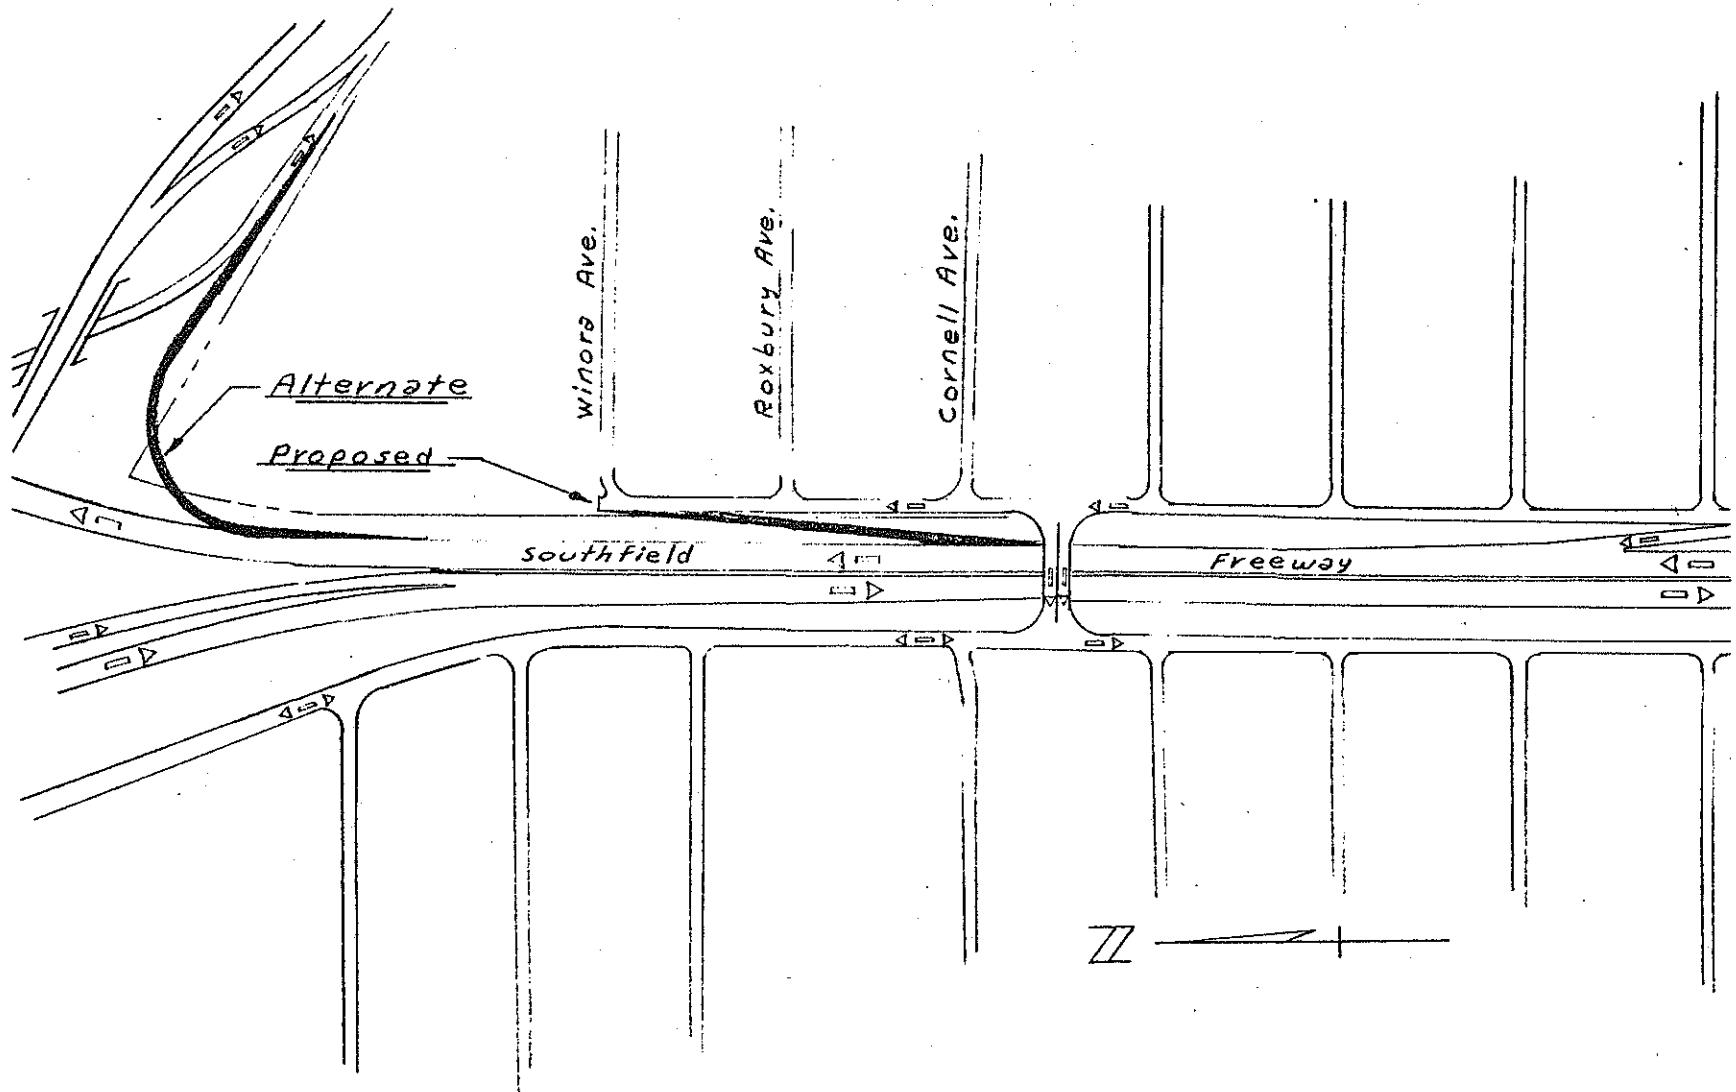 Winora Ave.
Roxbury Ave.
Cornell Ave.
Alternate
Proposed
Southfield
Freeway
N